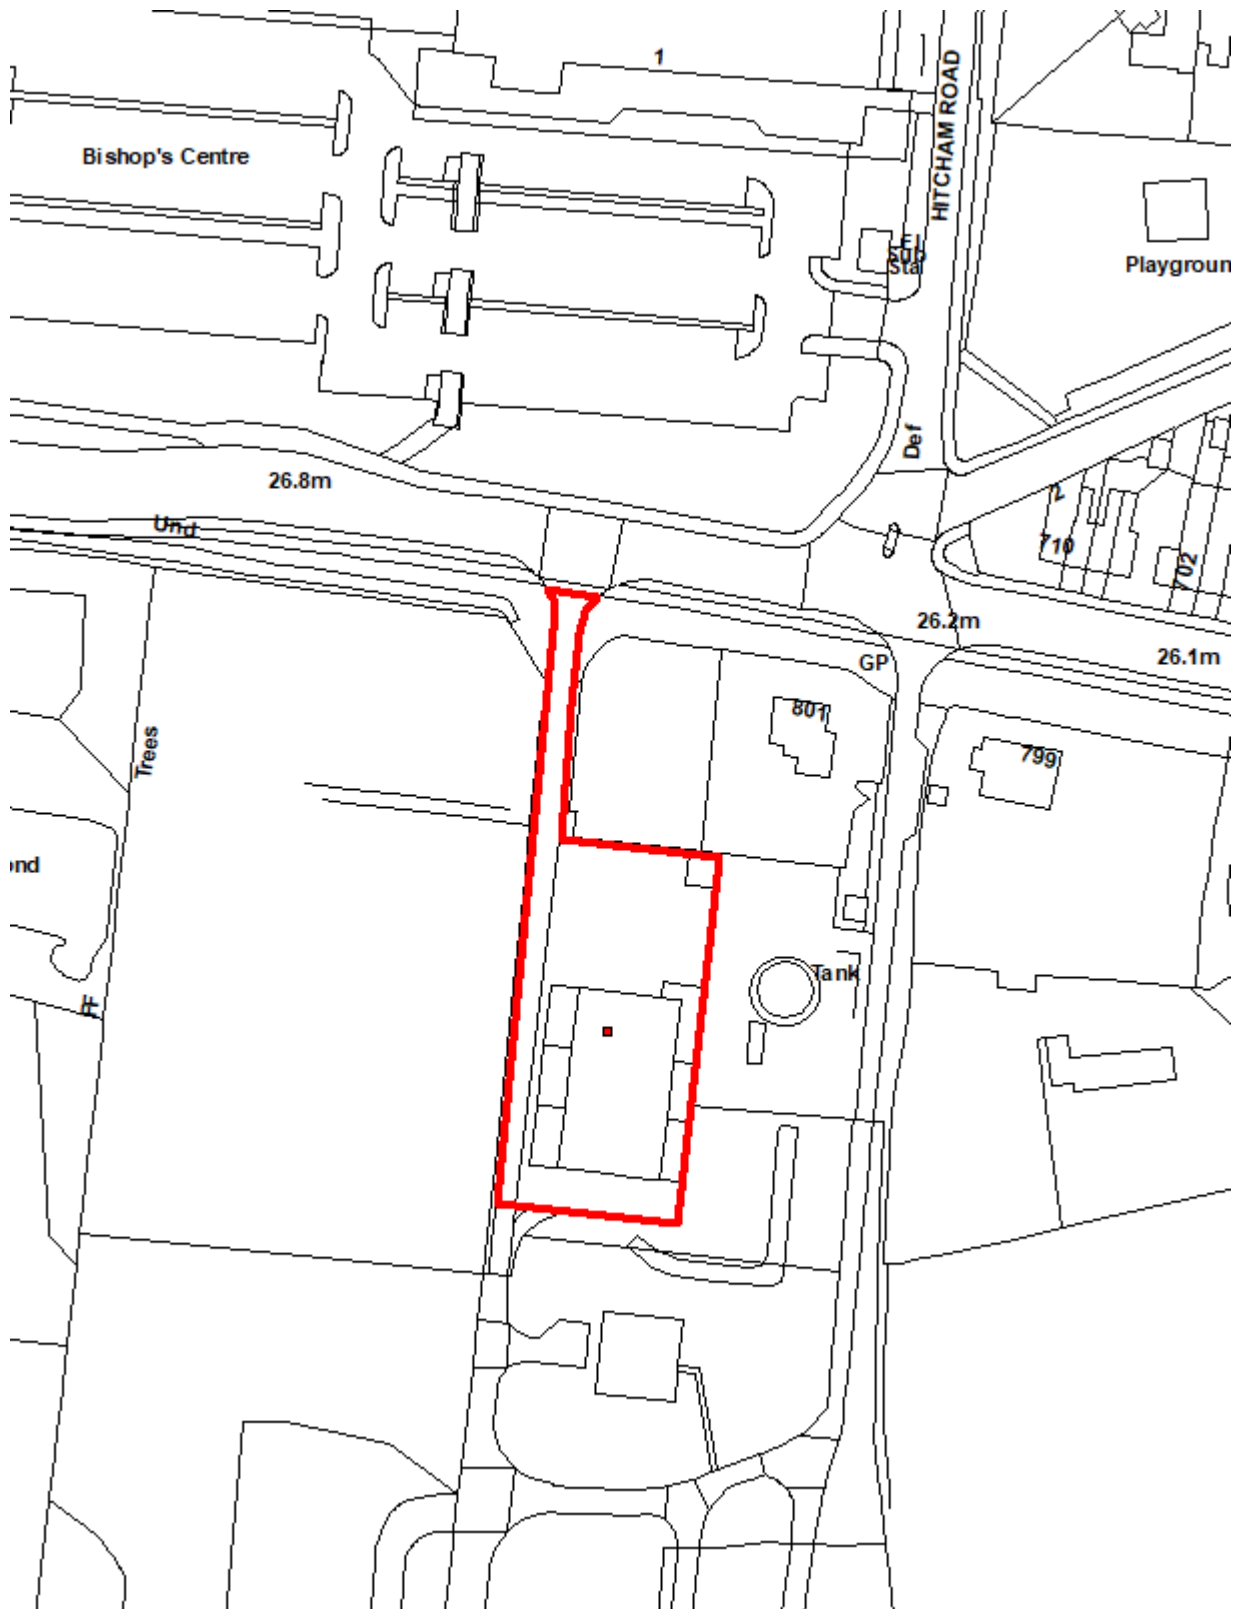 1
HITCHAM ROAD
Bishop's Centre
El
Sub
Sta
Playgroun
Def
26.8m
Und
2
710
702
26.2m
26.1m
GP
801
799
Trees
ond
Tank
FF